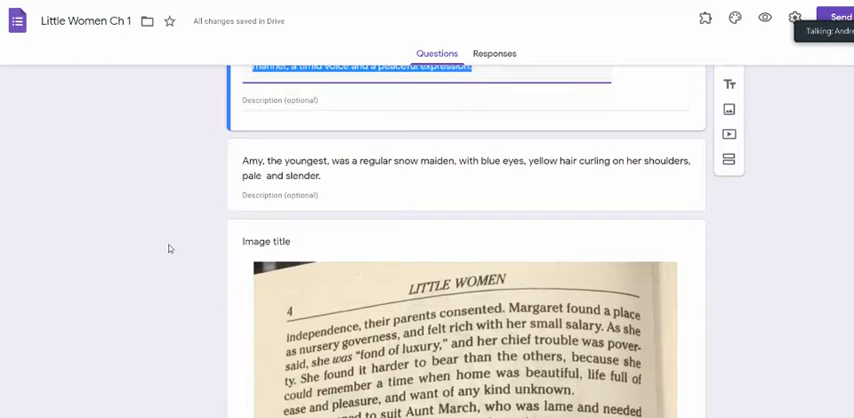 Little Women Ch 1
All changes saved in Drive
Send
Talking: Andre
Questions Responses
manner, a timid voice and a peaceful expression.
Description (optional)
Tт
Amy, the youngest, was a regular snow maiden, with blue eyes, yellow hair curling on her shoulders,
pale and slender.
Description (optional)
Image title
LITTLE WOMEN
4
independence, their parents consented. Margaret found a place
as nursery governess, and felt rich with her small salary. As she
said, she was "fond of luxury," and her chief trouble was pover-
ty. She found it harder to bear than the others, because she
could remember a time when home was beautiful, life full of
ease and pleasure, and want of any kind unknown.
to suit Aunt March, who was lame and needed